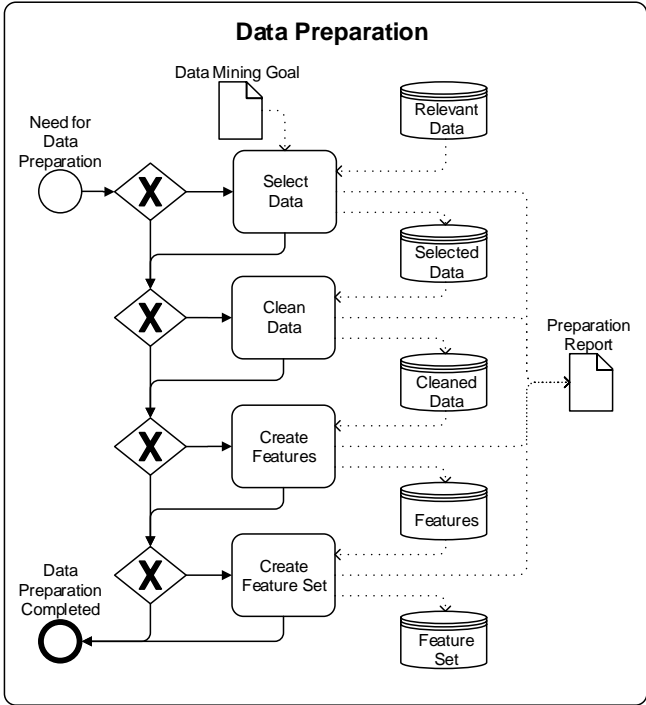 Data Preparation
Data Mining Goal
Relevant
Data
Need for
Data
Preparation
X
Select
Data
Selected
Data
X
Clean
Data
Preparation
Report
Cleaned
Data
X
Create
Features
Features
X
Create
Feature Set
Data
Preparation
Completed
Feature
Set